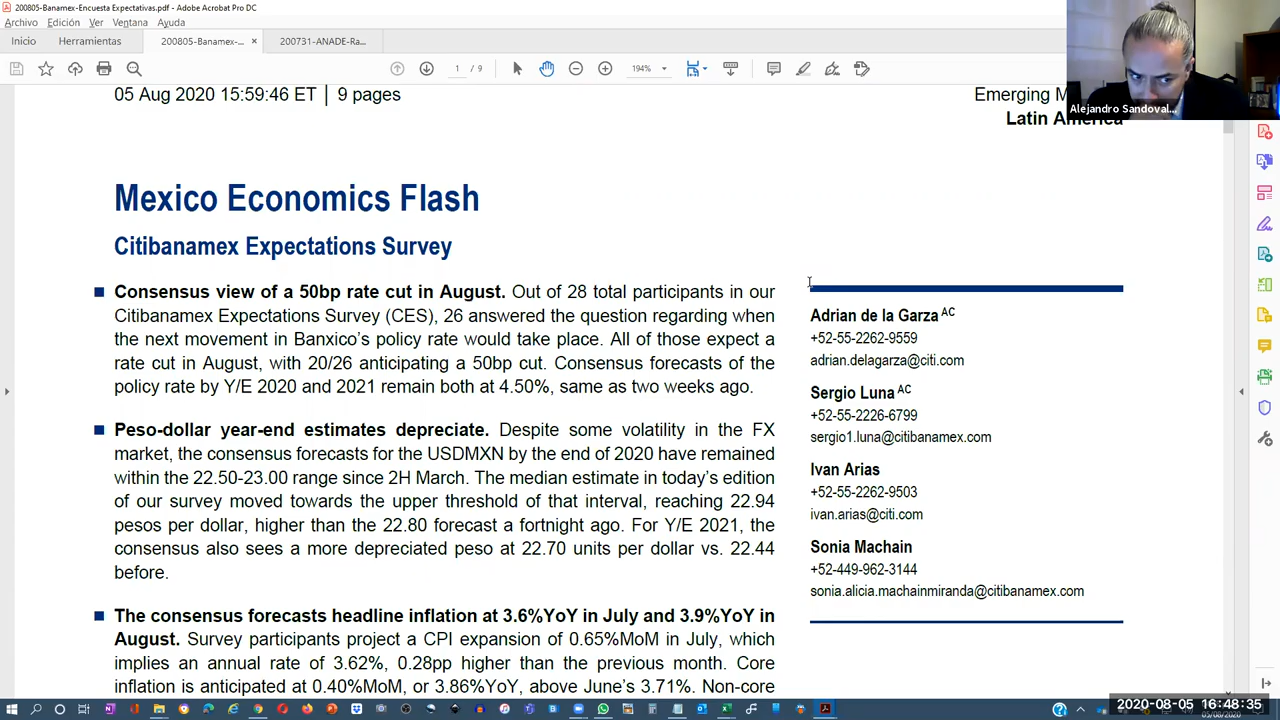 200805-Banamex-Encuesta Expectativas.pdf - Adobe Acrobat Pro DC
Archivo Edición Ver Ventana Ayuda
Inicio Herramientas 200805-Banamex-... × 200731-ANADE-Ra...
1 / 9 194%
Alejandro Sandoval...
05 Aug 2020 15:59:46 ET │ 9 pages
Emerging M
Latin America
Mexico Economics Flash
Citibanamex Expectations Survey
Consensus view of a 50bp rate cut in August. Out of 28 total participants in our
Citibanamex Expectations Survey (CES), 26 answered the question regarding when
the next movement in Banxico's policy rate would take place. All of those expect a
rate cut in August, with 20/26 anticipating a 50bp cut. Consensus forecasts of the
policy rate by Y/E 2020 and 2021 remain both at 4.50%, same as two weeks ago.
Peso-dollar year-end estimates depreciate. Despite some volatility in the FX
market, the consensus forecasts for the USDMXN by the end of 2020 have remained
within the 22.50-23.00 range since 2H March. The median estimate in today's edition
of our survey moved towards the upper threshold of that interval, reaching 22.94
pesos per dollar, higher than the 22.80 forecast a fortnight ago. For Y/E 2021, the
consensus also sees a more depreciated peso at 22.70 units per dollar vs. 22.44
before.
The consensus forecasts headline inflation at 3.6%YoY in July and 3.9%YoY in
August. Survey participants project a CPI expansion of 0.65%MoM in July, which
implies an annual rate of 3.62%, 0.28pp higher than the previous month. Core
inflation is anticipated at 0.40%MoM, or 3.86%YoY, above June's 3.71%. Non-core
Adrian de la Garza AC
+52-55-2262-9559
adrian.delagarza@citi.com
Sergio Luna AC
+52-55-2226-6799
sergio1.luna@citibanamex.com
Ivan Arias
+52-55-2262-9503
ivan.arias@citi.com
Sonia Machain
+52-449-962-3144
sonia.alicia.machainmiranda@citibanamex.com
2020-08-05 16:48:35